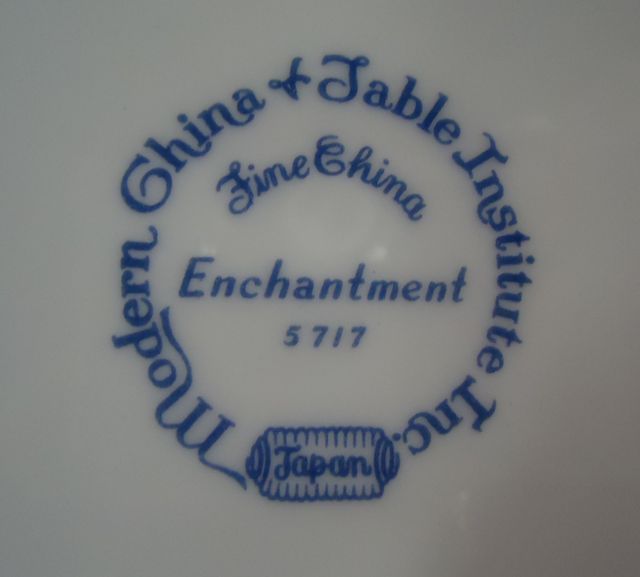 Modern China & Table Institute Inc.
Fine China
Enchantment
5717
Japan